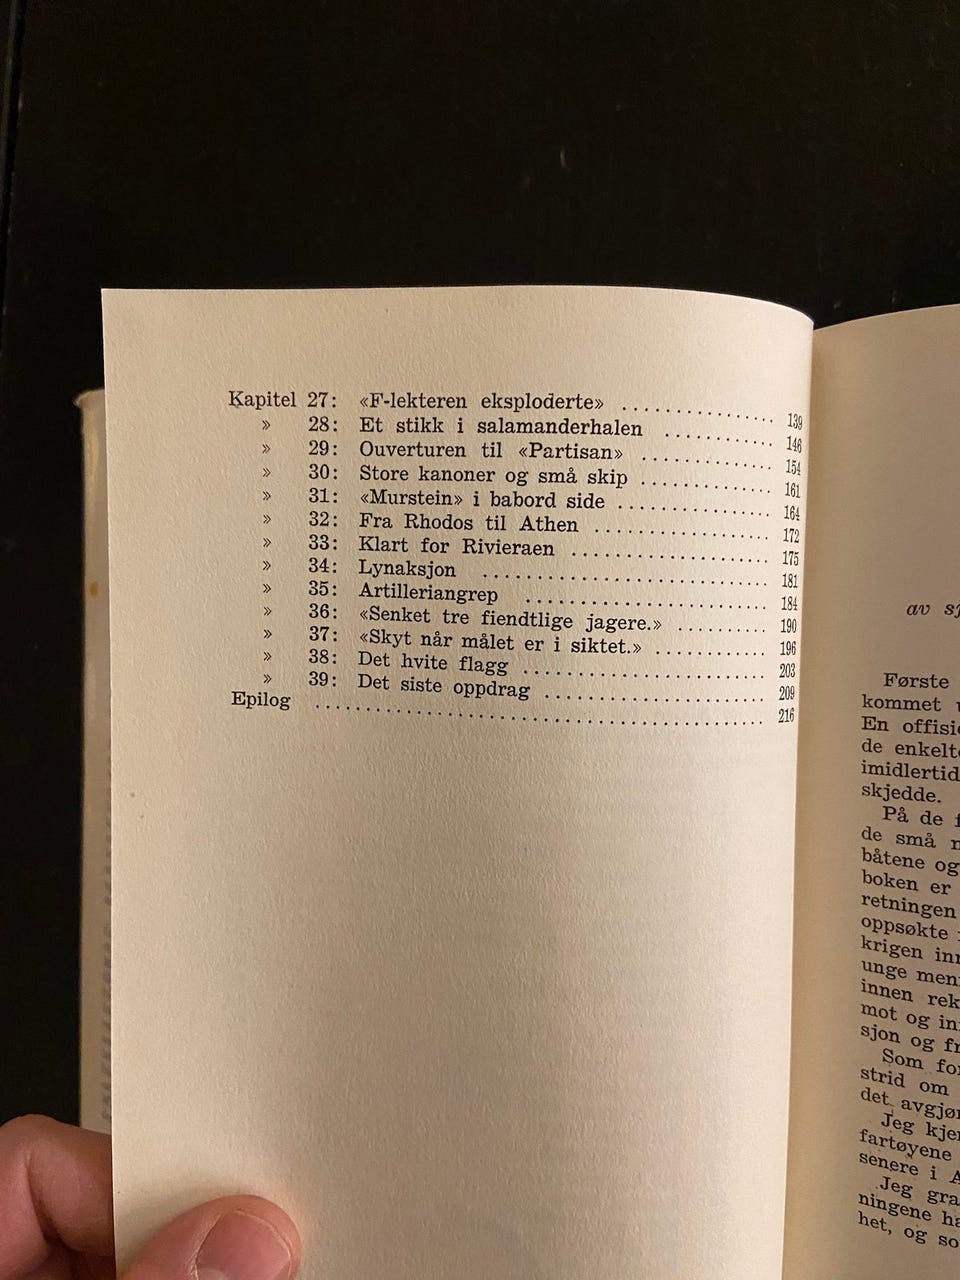 Kapitel 27: «F-lekteren eksploderte» .................. 139
» 28: Et stikk i salamanderhalen .............. 146
» 29: Ouverturen til «Partisan» ................ 154
» 30: Store kanoner og små skip ................ 161
» 31: «Murstein» i babord side .................. 164
» 32: Fra Rhodos til Athen ...................... 172
» 33: Klart for Rivieraen ........................ 175
» 34: Lynaksjon .................................. 181
» 35: Artilleriangrep ............................ 184
» 36: «Senket tre fiendtlige jagere.» ............ 190
» 37: «Skyt når målet er i siktet.» .............. 196
» 38: Det hvite flagg ............................ 203
» 39: Det siste oppdrag .......................... 209
Epilog .......................................... 216
av
Første
kommet
En
de
imidlertid
skjedde.
På de
de små
båtene og
boken er
retningen
oppsøkte
krigen
unge
innen
mot og
sjon og
Som
strid om
det
Jeg
fartøyene
senere i
Jeg
ningene
het, og